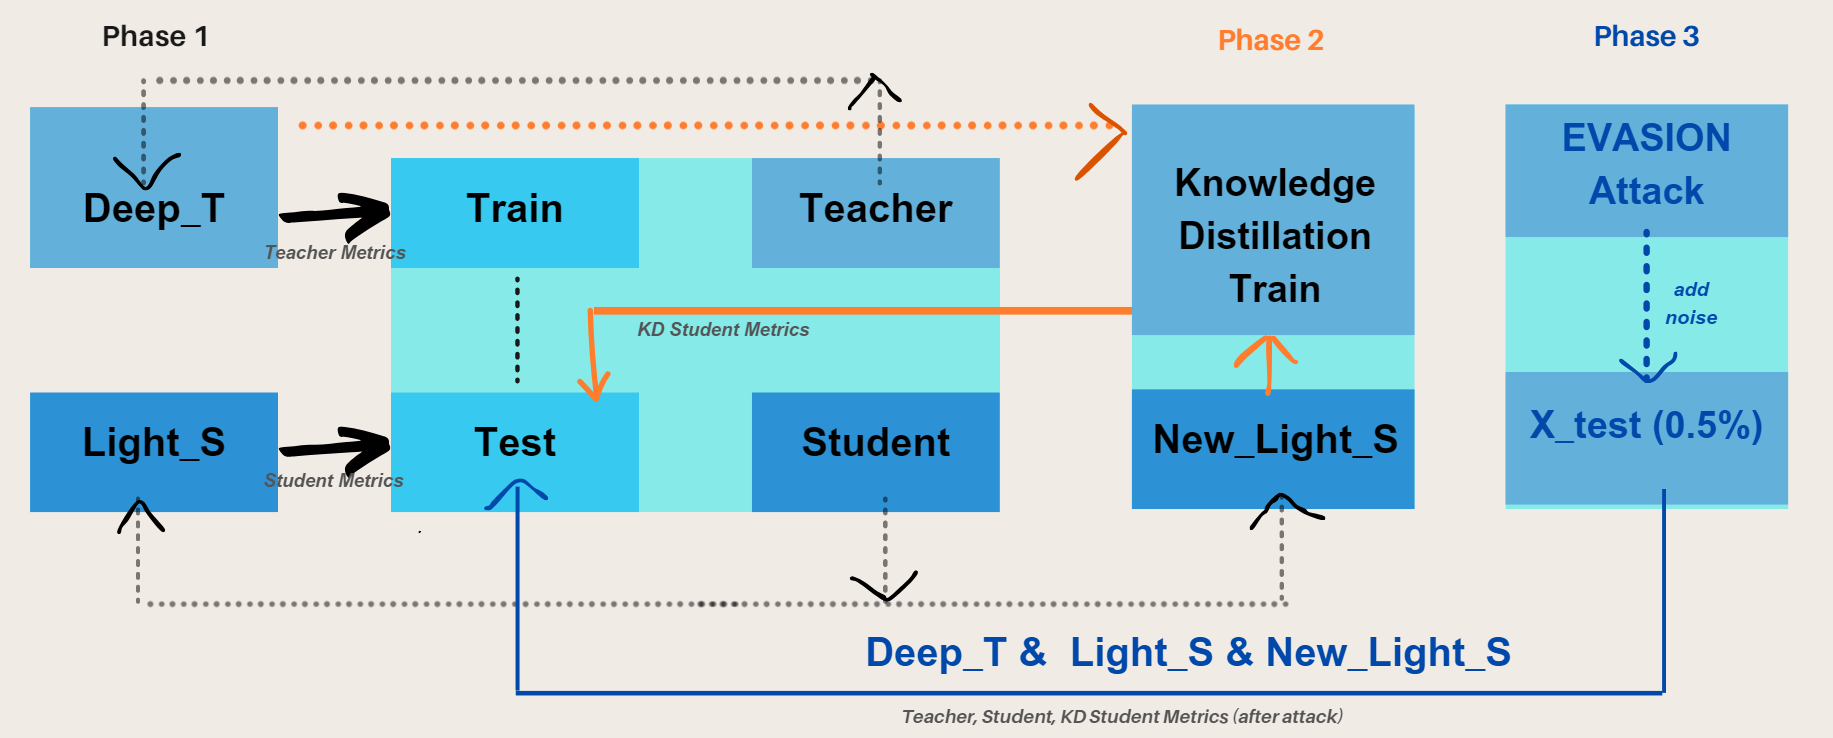 Phase 1
Phase 2
Phase 3
Deep_T
Teacher Metrics
Train
Teacher
Knowledge
Distillation
Train
EVASION
Attack
add
noise
KD Student Metrics
Light_S
Student Metrics
Test
Student
New_Light_S
X_test (0.5%)
Deep_T &  Light_S & New_Light_S
Teacher, Student, KD Student Metrics (after attack)